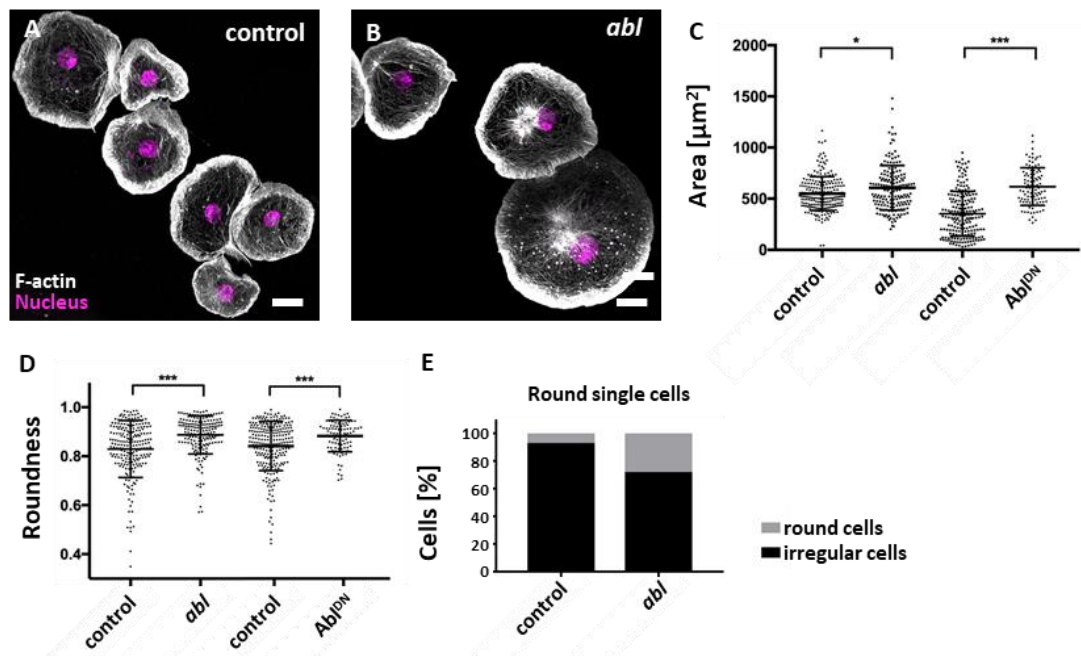 A
control
F-actin
Nucleus
B
abl
C
Area [µm²]
2000
1500
1000
500
0
*
***
control
abl
control
Abl^DN
D
Roundness
1.0
0.8
0.6
0.4
***
***
control
abl
control
Abl^DN
E
Round single cells
Cells [%]
100
80
60
40
20
0
control
abl
round cells
irregular cells